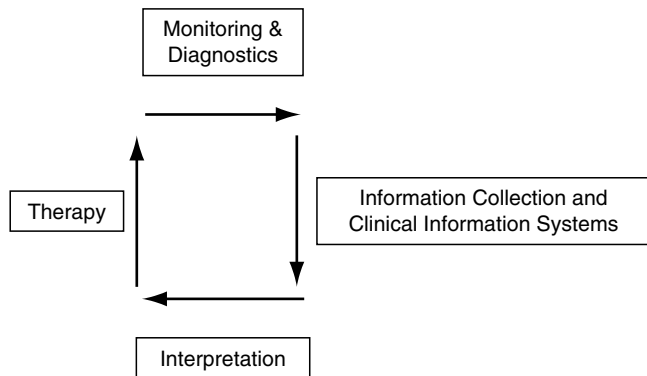 Monitoring &
Diagnostics
Therapy
Information Collection and
Clinical Information Systems
Interpretation